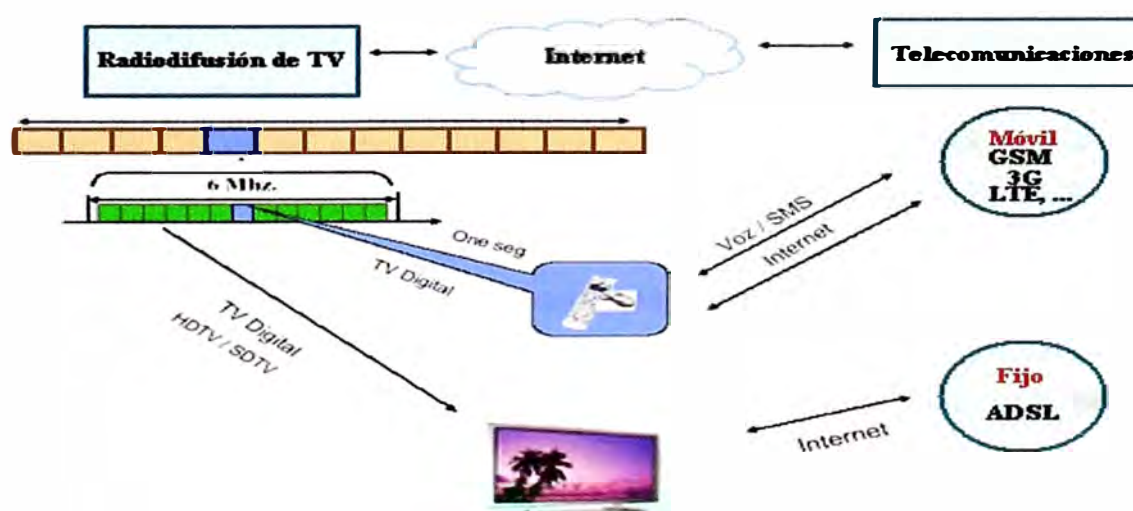 Radiodifusión de TV
Internet
Telecomunicaciones
6 Mhz.
Móvil
GSM
3G
LTE, ...
One seg
TV Digital
Voz / SMS
Internet
TV Digital
HDTV / SDTV
Fijo
ADSL
Internet